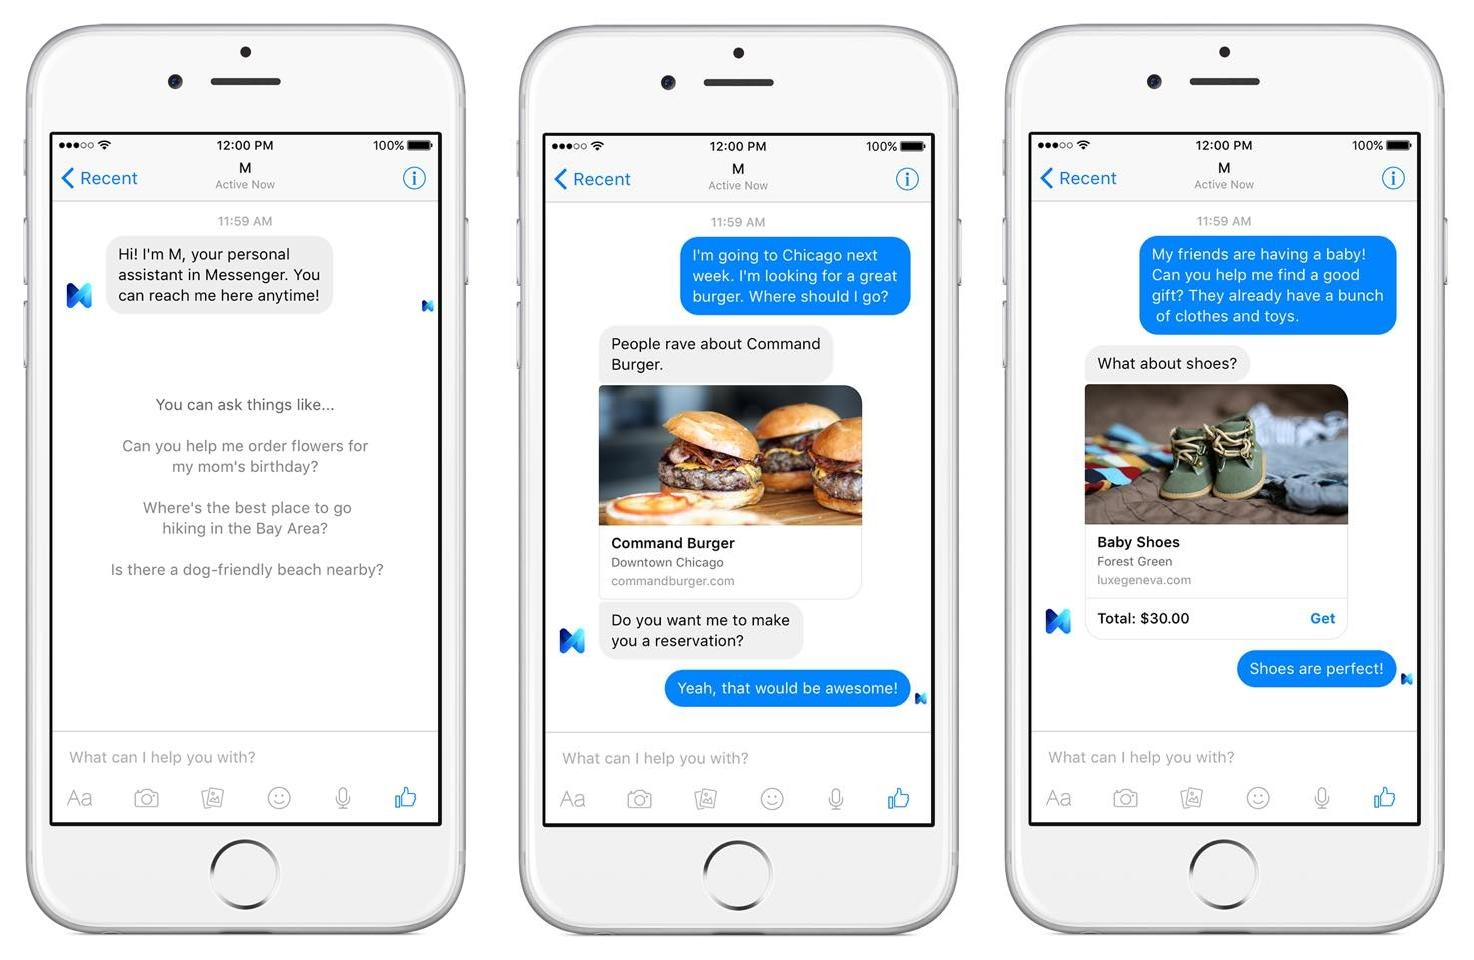 12:00 PM
100%
Recent
M
Active Now
11:59 AM
Hi! I'm M, your personal
assistant in Messenger. You
can reach me here anytime!
You can ask things like...
Can you help me order flowers for
my mom's birthday?
Where's the best place to go
hiking in the Bay Area?
Is there a dog-friendly beach nearby?
What can I help you with?
Aa
12:00 PM
100%
Recent
M
Active Now
11:59 AM
I'm going to Chicago next
week. I'm looking for a great
burger. Where should I go?
People rave about Command
Burger.
Command Burger
Downtown Chicago
commandburger.com
Do you want me to make
you a reservation?
Yeah, that would be awesome!
What can I help you with?
Aa
12:00 PM
100%
Recent
M
Active Now
11:59 AM
My friends are having a baby!
Can you help me find a good
gift? They already have a bunch
of clothes and toys.
What about shoes?
Baby Shoes
Forest Green
luxegeneva.com
Total: $30.00 Get
Shoes are perfect!
What can I help you with?
Aa